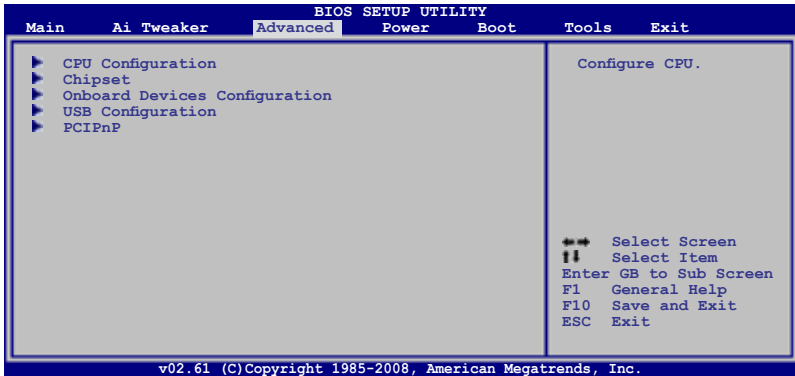 BIOS SETUP UTILITY
Main Ai Tweaker Advanced Power Boot Tools Exit
CPU Configuration
Chipset
Onboard Devices Configuration
USB Configuration
PCIPnP
Configure CPU.
Select Screen
Select Item
Enter GB to Sub Screen
F1 General Help
F10 Save and Exit
ESC Exit
v02.61 (C)Copyright 1985-2008, American Megatrends, Inc.